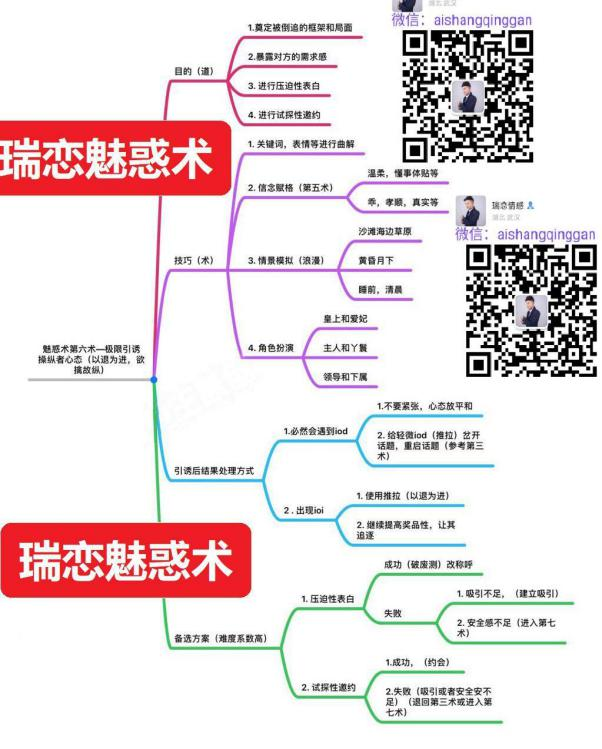 湖北 武汉
微信：aishangqinggan
1.奠定被倒追的框架和局面
2.暴露对方的需求感
目的（道）
3. 进行压迫性表白
4. 进行试探性邀约
瑞恋魅惑术
1. 关键词，表情等进行曲解
温柔，懂事体贴等
2. 信念赋格（第五术）
乖，孝顺，真实等
瑞恋情感
湖北 武汉
微信：aishangqinggan
沙滩海边草原
技巧（术）
3. 情景模拟（浪漫）
黄昏月下
睡前，清晨
皇上和爱妃
4. 角色扮演
主人和丫鬟
领导和下属
魅惑术第六术—极限引诱
操纵者心态（以退为进，欲
擒故纵）
1.不要紧张，心态放平和
1.必然会遇到iod
2. 给轻微iod（推拉）岔开
话题，重启话题（参考第三
术）
引诱后结果处理方式
1. 使用推拉（以退为进）
2 . 出现ioi
2. 继续提高奖品性，让其
追逐
瑞恋魅惑术
成功（破废测）改称呼
1. 压迫性表白
1. 吸引不足，（建立吸引）
失败
2. 安全感不足（进入第七
术）
备选方案（难度系数高）
1.成功，（约会）
2. 试探性邀约
2.失败（吸引或者安全安不
足）（退回第三术或进入第
七术）